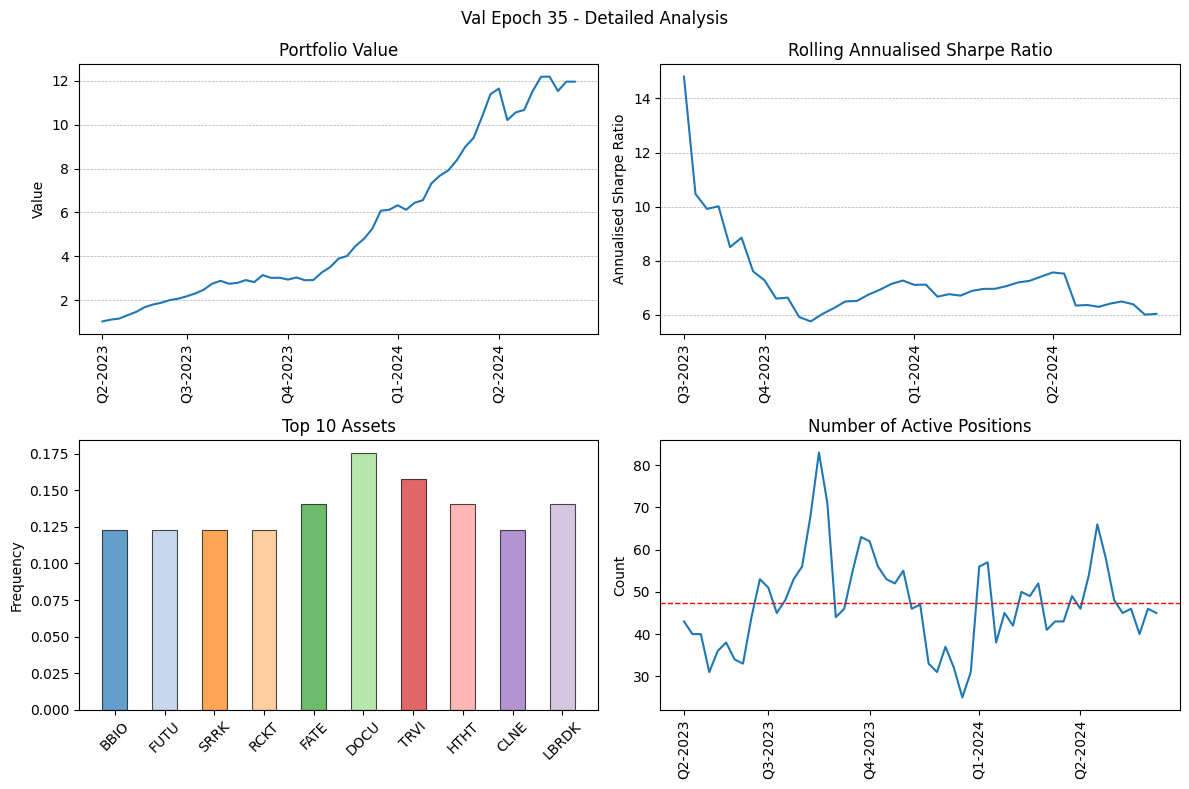 Val Epoch 35 - Detailed Analysis
Portfolio Value
Value
12
10
8
6
4
2
Q2-2023
Q3-2023
Q4-2023
Q1-2024
Q2-2024
Rolling Annualised Sharpe Ratio
Annualised Sharpe Ratio
14
12
10
8
6
Q3-2023
Q4-2023
Q1-2024
Q2-2024
Top 10 Assets
Frequency
0.175
0.150
0.125
0.100
0.075
0.050
0.025
0.000
BBIO
FUTU
SRRK
RCKT
FATE
DOCU
TRVI
HTHT
CLNE
LBRDK
Number of Active Positions
Count
80
70
60
50
40
30
Q2-2023
Q3-2023
Q4-2023
Q1-2024
Q2-2024